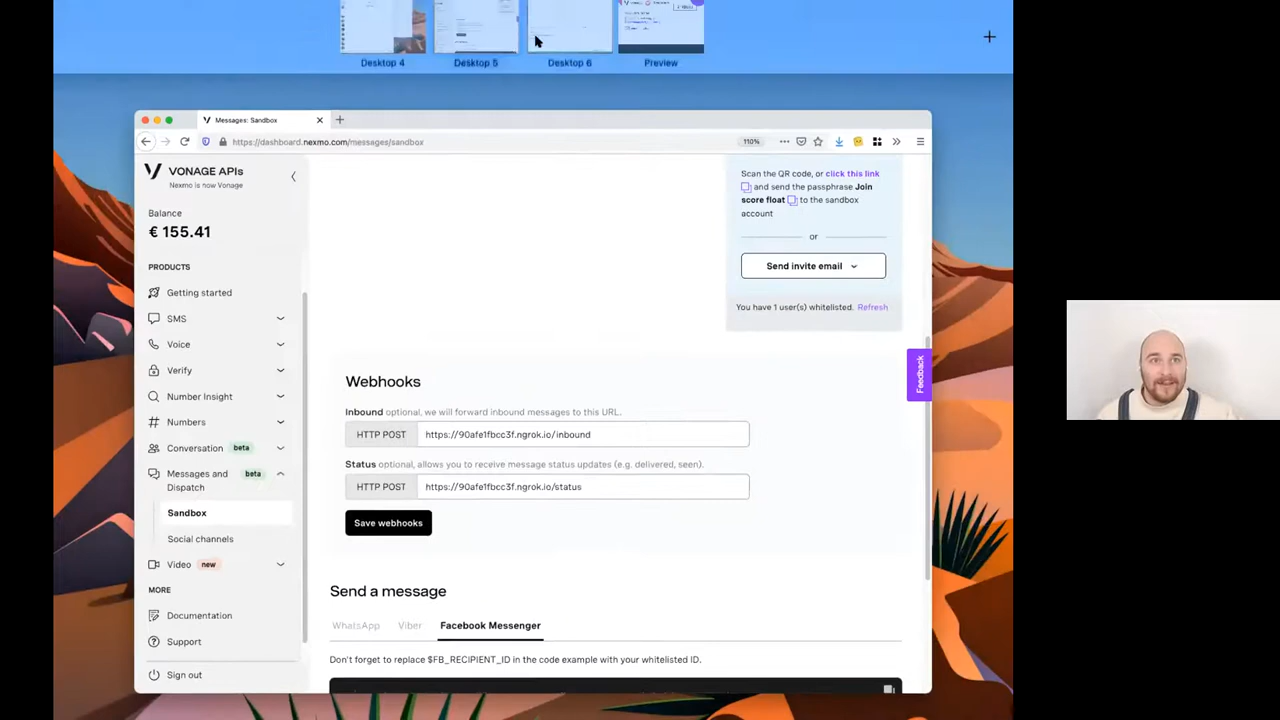 Desktop 4
Desktop 5
Desktop 6
Preview
Messages: Sandbox
https://dashboard.nexmo.com/messages/sandbox
110%
VONAGE APIs
Nexmo is now Vonage
Balance
€ 155.41
PRODUCTS
Getting started
SMS
Voice
Verify
Number Insight
Numbers
Conversation beta
Messages and Dispatch beta
Sandbox
Social channels
Video new
MORE
Documentation
Support
Sign out
Scan the QR code, or click this link
and send the passphrase Join
score float to the sandbox
account
or
Send invite email
You have 1 user(s) whitelisted. Refresh
Feedback
Webhooks
Inbound optional, we will forward inbound messages to this URL.
HTTP POST https://90afe1fbcc3f.ngrok.io/inbound
Status optional, allows you to receive message status updates (e.g. delivered, seen).
HTTP POST https://90afe1fbcc3f.ngrok.io/status
Save webhooks
Send a message
WhatsApp Viber Facebook Messenger
Don't forget to replace $FB_RECIPIENT_ID in the code example with your whitelisted ID.